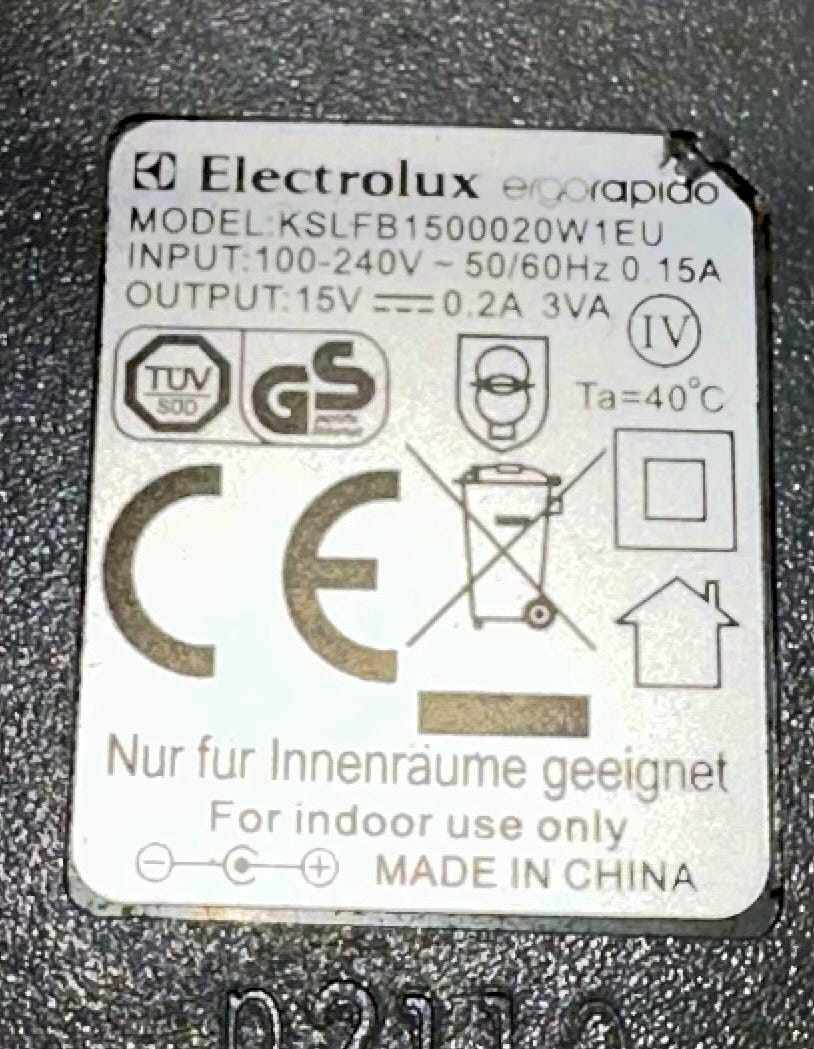 Electrolux ergorapido
MODEL:KSLFB1500020W1EU
INPUT:100-240V ~ 50/60Hz 0.15A
OUTPUT:15V ⎓ 0.2A 3VA
IV
TÜV
SÜD
GS
Ta=40°C
CE
Nur fur Innenräume geeignet
For indoor use only
MADE IN CHINA